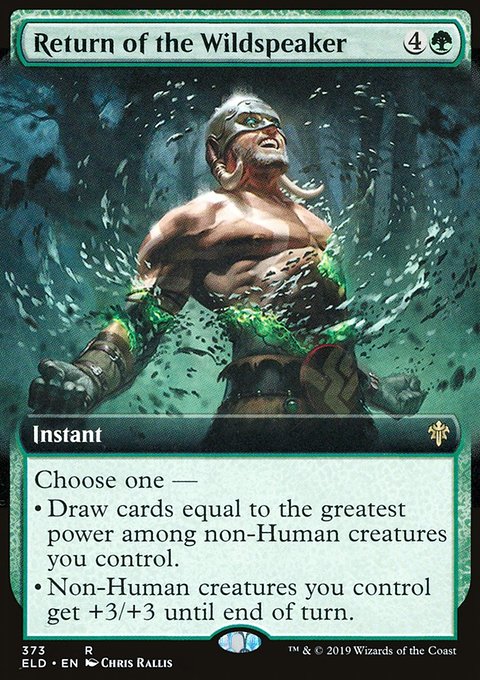 Return of the Wildspeaker 4
Instant
Choose one —
• Draw cards equal to the greatest
power among non-Human creatures
you control.
• Non-Human creatures you control
get +3/+3 until end of turn.
373 R
ELD • EN Chris Rallis
™ & © 2019 Wizards of the Coast